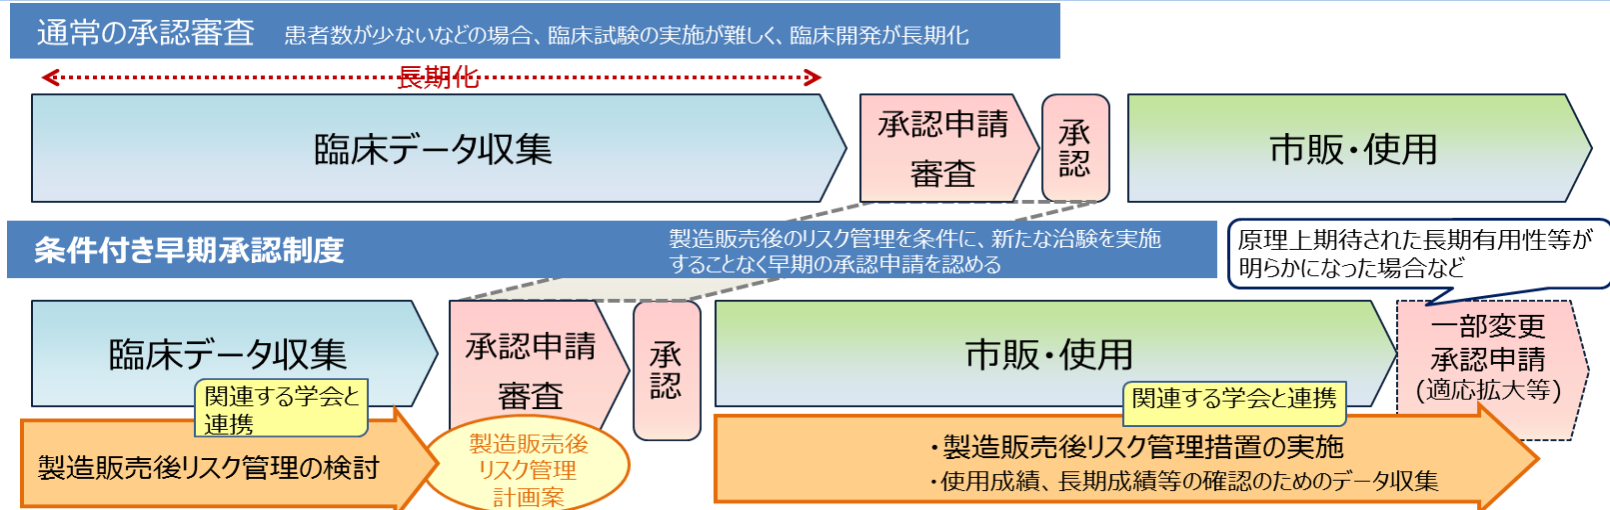 通常の承認審査 患者数が少ないなどの場合、臨床試験の実施が難しく、臨床開発が長期化
長期化
臨床データ収集
承認申請
審査
承認
市販・使用
条件付き早期承認制度
製造販売後のリスク管理を条件に、新たな治験を実施
することなく早期の承認申請を認める
原理上期待された長期有用性等が
明らかになった場合など
臨床データ収集
承認申請
審査
承認
市販・使用
一部変更
承認申請
(適応拡大等)
関連する学会と
連携
製造販売後リスク管理の検討
製造販売後
リスク管理
計画案
関連する学会と連携
・製造販売後リスク管理措置の実施
・使用成績、長期成績等の確認のためのデータ収集